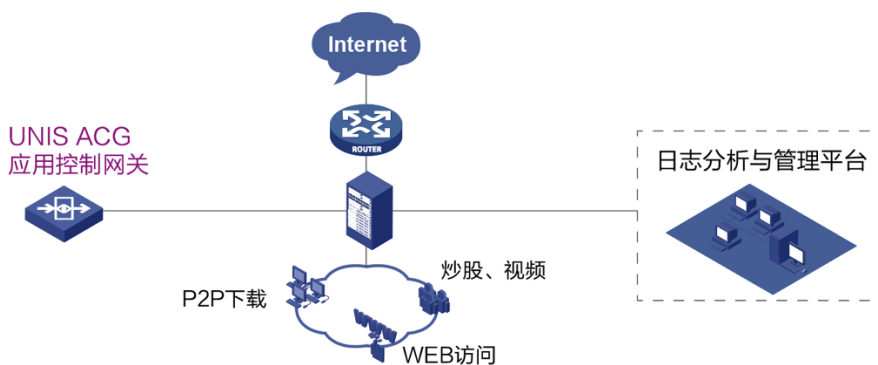 Internet
ROUTER
UNIS ACG
应用控制网关
日志分析与管理平台
炒股、视频
P2P下载
WWW
WEB访问